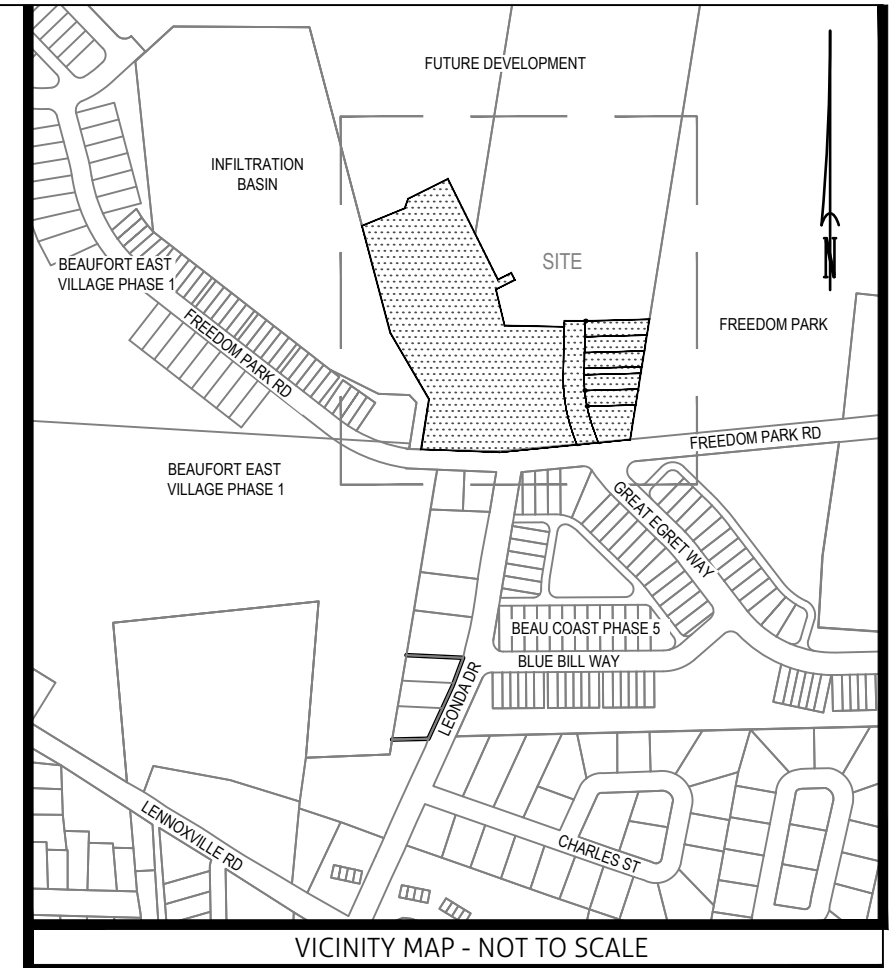 FUTURE DEVELOPMENT
INFILTRATION
BASIN
SITE
N
BEAUFORT EAST
VILLAGE PHASE 1
FREEDOM PARK RD
FREEDOM PARK
FREEDOM PARK RD
BEAUFORT EAST
VILLAGE PHASE 1
GREAT EGRET WAY
BEAU COAST PHASE 5
BLUE BILL WAY
LEONDA DR
LENNOXVILLE RD
CHARLES ST
VICINITY MAP - NOT TO SCALE